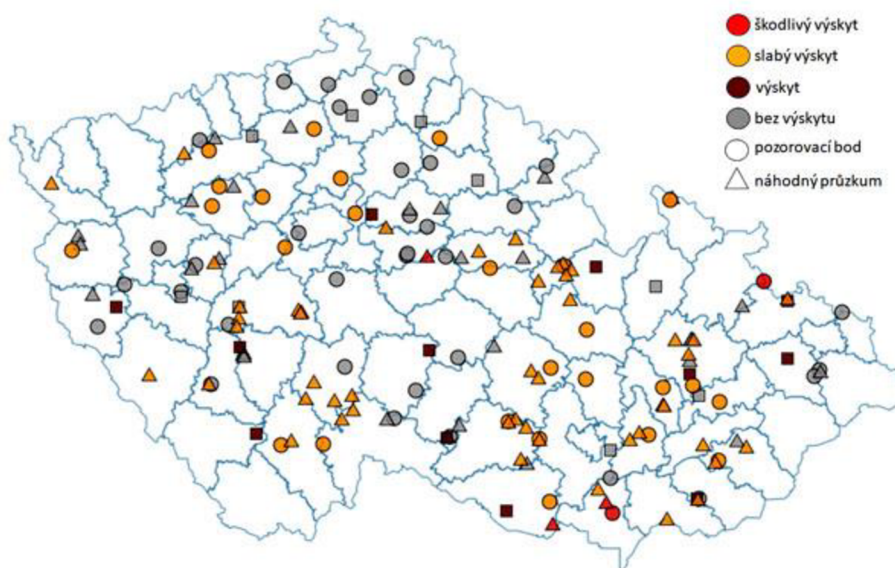 škodlivý výskyt
slabý výskyt
výskyt
bez výskytu
pozorovací bod
náhodný průzkum